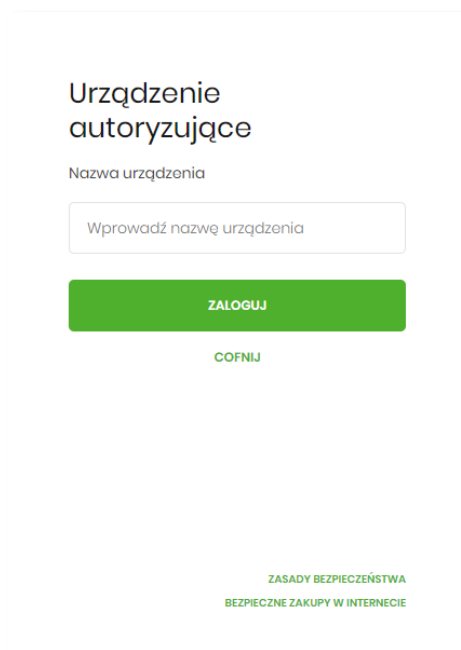 Urządzenie
autoryzujące
Nazwa urządzenia
Wprowadź nazwę urządzenia
ZALOGUJ
COFNIJ
ZASADY BEZPIECZEŃSTWA
BEZPIECZNE ZAKUPY W INTERNECIE